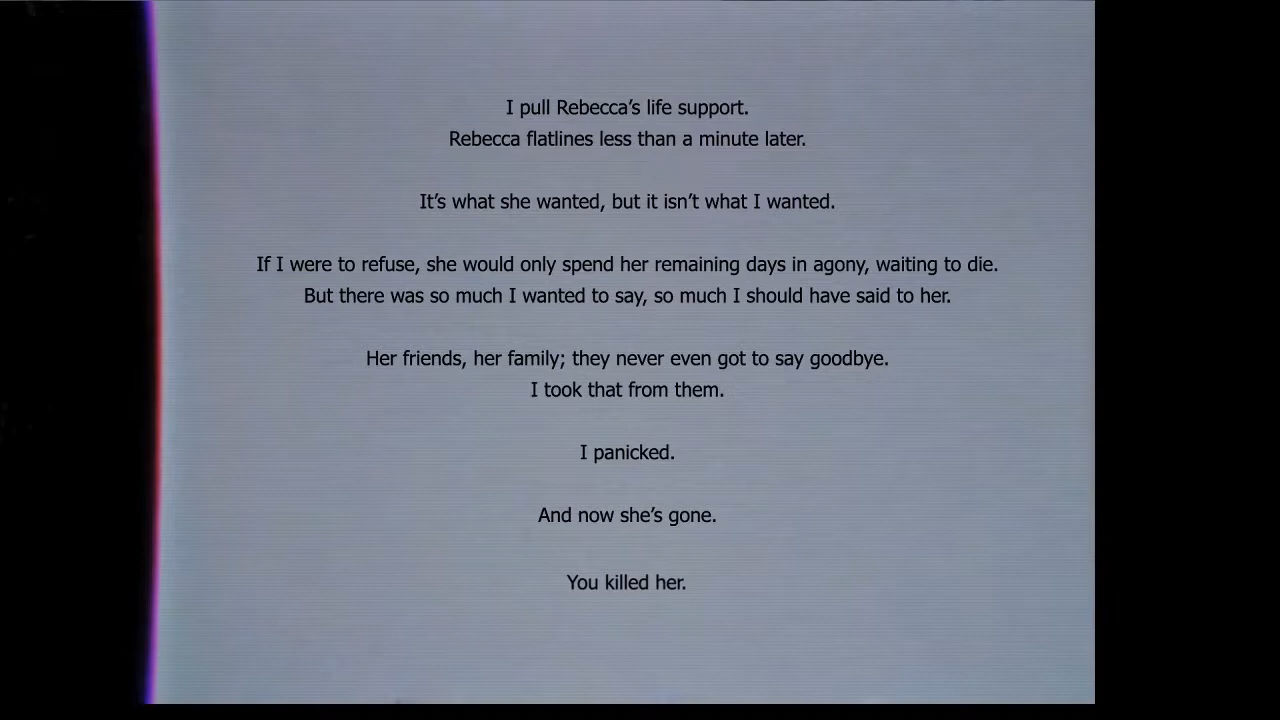 I pull Rebecca’s life support.
Rebecca flatlines less than a minute later.
It’s what she wanted, but it isn’t what I wanted.
If I were to refuse, she would only spend her remaining days in agony, waiting to die.
But there was so much I wanted to say, so much I should have said to her.
Her friends, her family; they never even got to say goodbye.
I took that from them.
I panicked.
And now she’s gone.
You killed her.